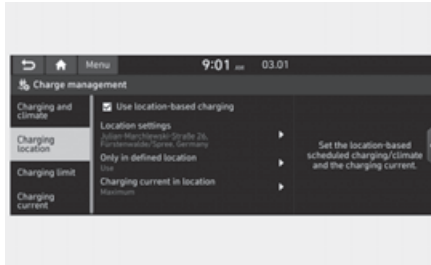 Menu
9:01 AM
03.01
Charge management
Charging and
climate
Charging
location
Charging limit
Charging
current
Use location-based charging
Location settings
Julian-Marchlewski-Straße 26,
Fürstenwalde/Spree, Germany
Only in defined location
Use
Charging current in location
Maximum
Set the location-based
scheduled charging/climate
and the charging current.